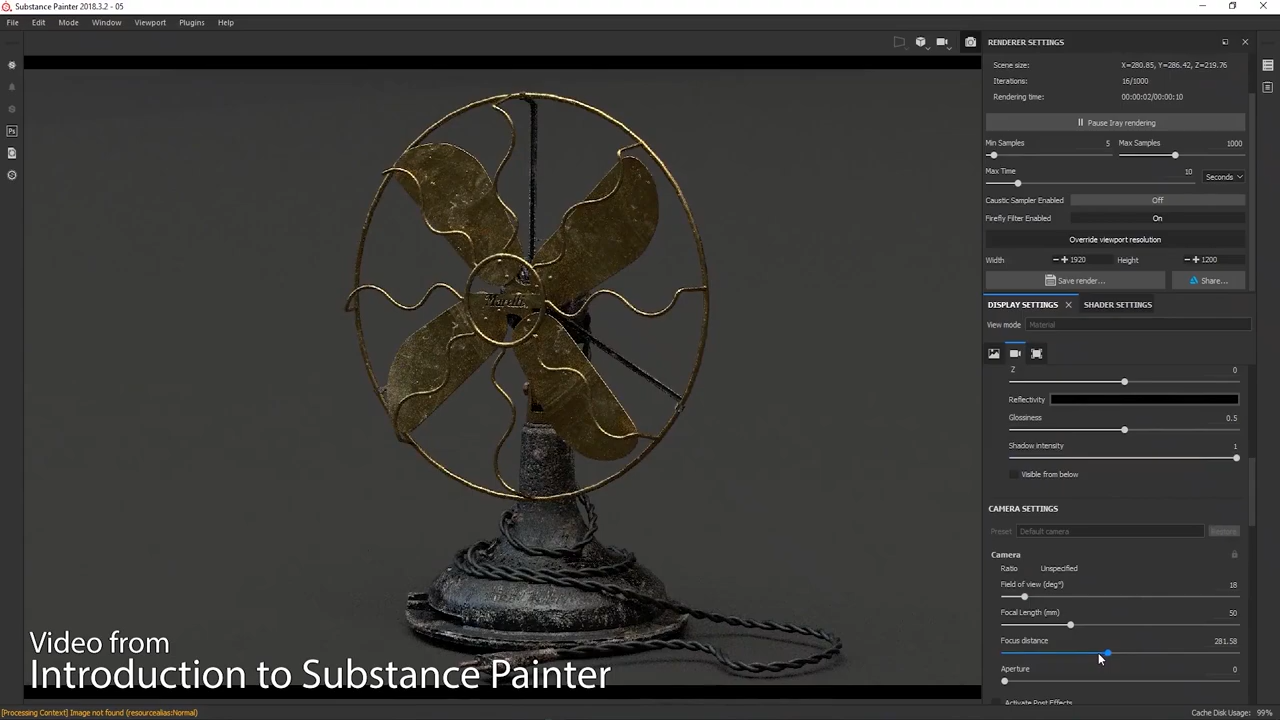 Substance Painter 2018.3.2 - 05
File Edit Mode Window Viewport Plugins Help
RENDERER SETTINGS
Scene size: X=280.85, Y=286.42, Z=219.76
Iterations: 16/1000
Rendering time: 00:00:02/00:00:10
Pause Iray rendering
Min Samples 5 Max Samples 1000
Max Time 10 Seconds
Caustic Sampler Enabled Off
Firefly Filter Enabled On
Override viewport resolution
Width 1920 Height 1200
Save render... Share...
DISPLAY SETTINGS SHADER SETTINGS
View mode Material
Ps
Z 0
Reflectivity
Glossiness 0.5
Shadow intensity 1
Visible from below
CAMERA SETTINGS
Preset Default camera Restore
Camera
Ratio Unspecified
Field of view (deg°) 18
Focal Length (mm) 50
Focus distance 281.58
Aperture 0
Activate Post Effects
Marelli
Video from
Introduction to Substance Painter
[Processing Context] Image not found (resourcealias:Normal) Cache Disk Usage: 99%